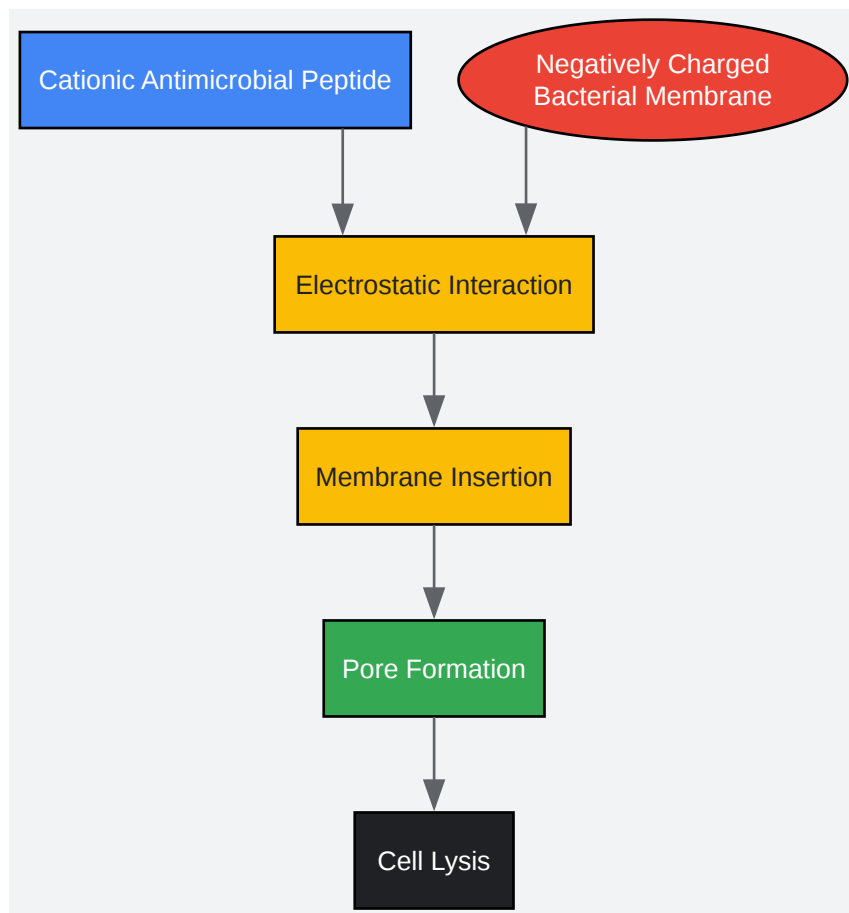 Cationic Antimicrobial Peptide
Negatively Charged
Bacterial Membrane
Electrostatic Interaction
Membrane Insertion
Pore Formation
Cell Lysis